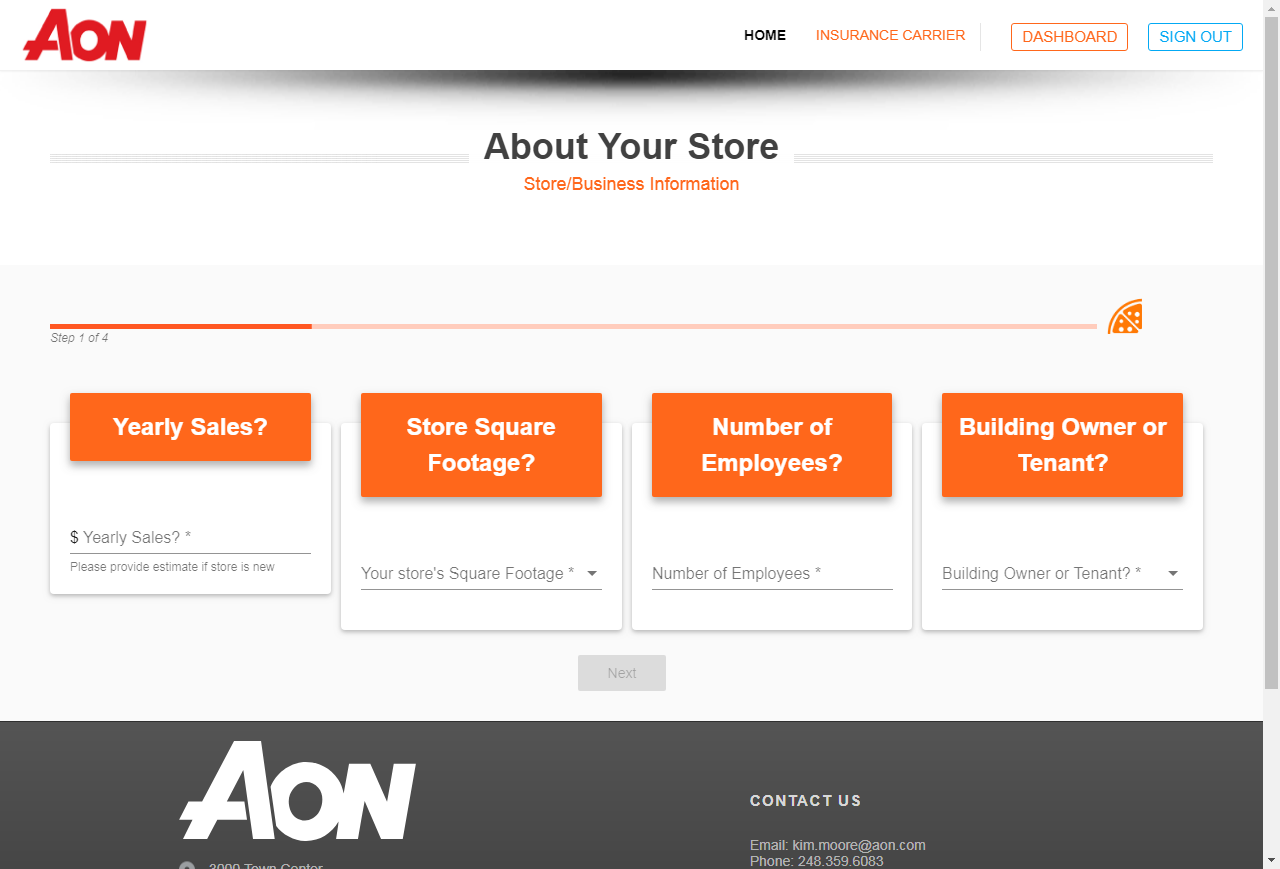 AON
HOME
INSURANCE CARRIER
DASHBOARD
SIGN OUT
About Your Store
Store/Business Information
Step 1 of 4
Yearly Sales?
$ Yearly Sales? *
Please provide estimate if store is new
Store Square
Footage?
Your store's Square Footage *
Number of
Employees?
Number of Employees *
Building Owner or
Tenant?
Building Owner or Tenant? *
Next
AON
3000 Town Center
CONTACT US
Email: kim.moore@aon.com
Phone: 248.359.6083